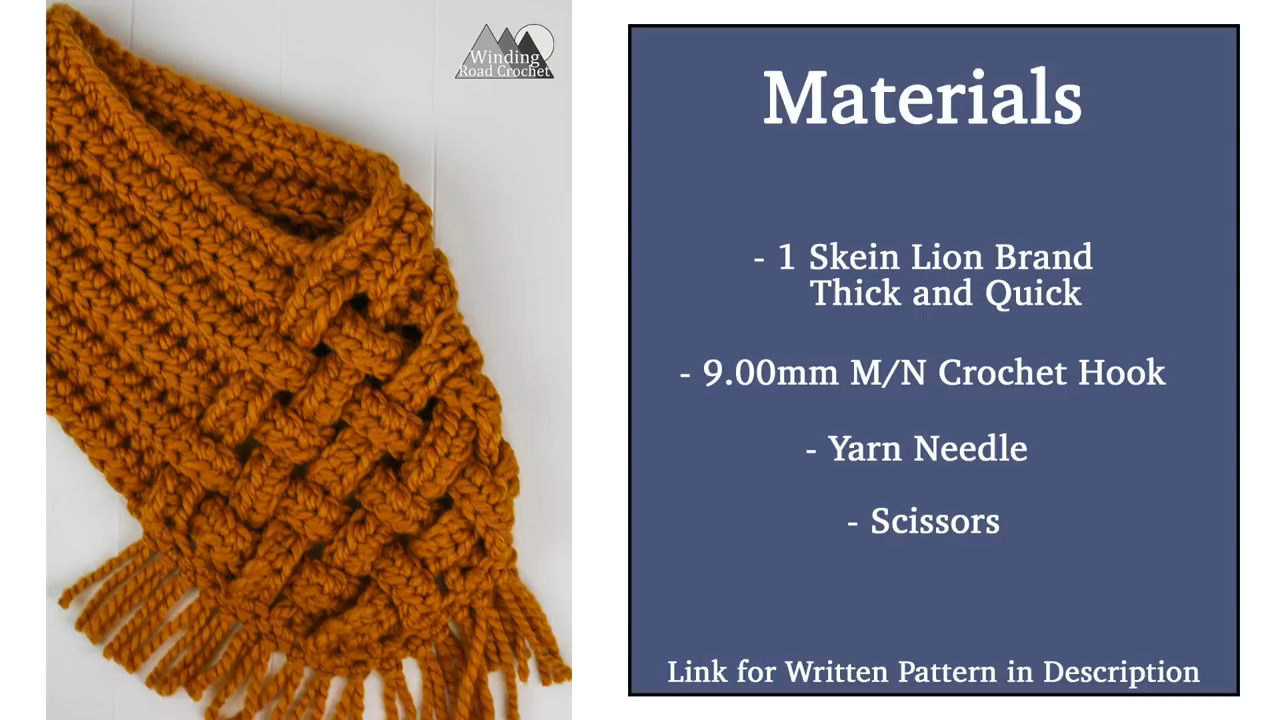 Winding
Road Crochet
Materials
- 1 Skein Lion Brand
Thick and Quick
- 9.00mm M/N Crochet Hook
- Yarn Needle
- Scissors
Link for Written Pattern in Description